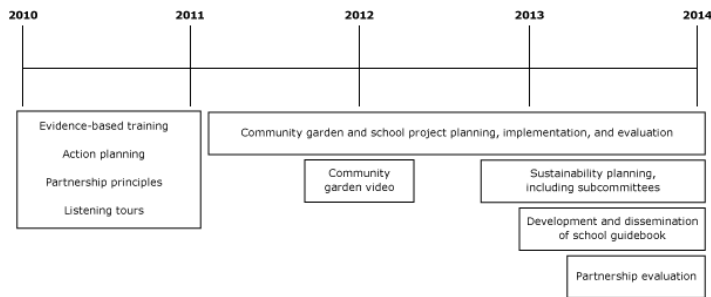 2010 2011 2012 2013 2014
Evidence-based training
Action planning
Partnership principles
Listening tours
Community garden and school project planning, implementation, and evaluation
Community
garden video
Sustainability planning,
including subcommittees
Development and dissemination
of school guidebook
Partnership evaluation